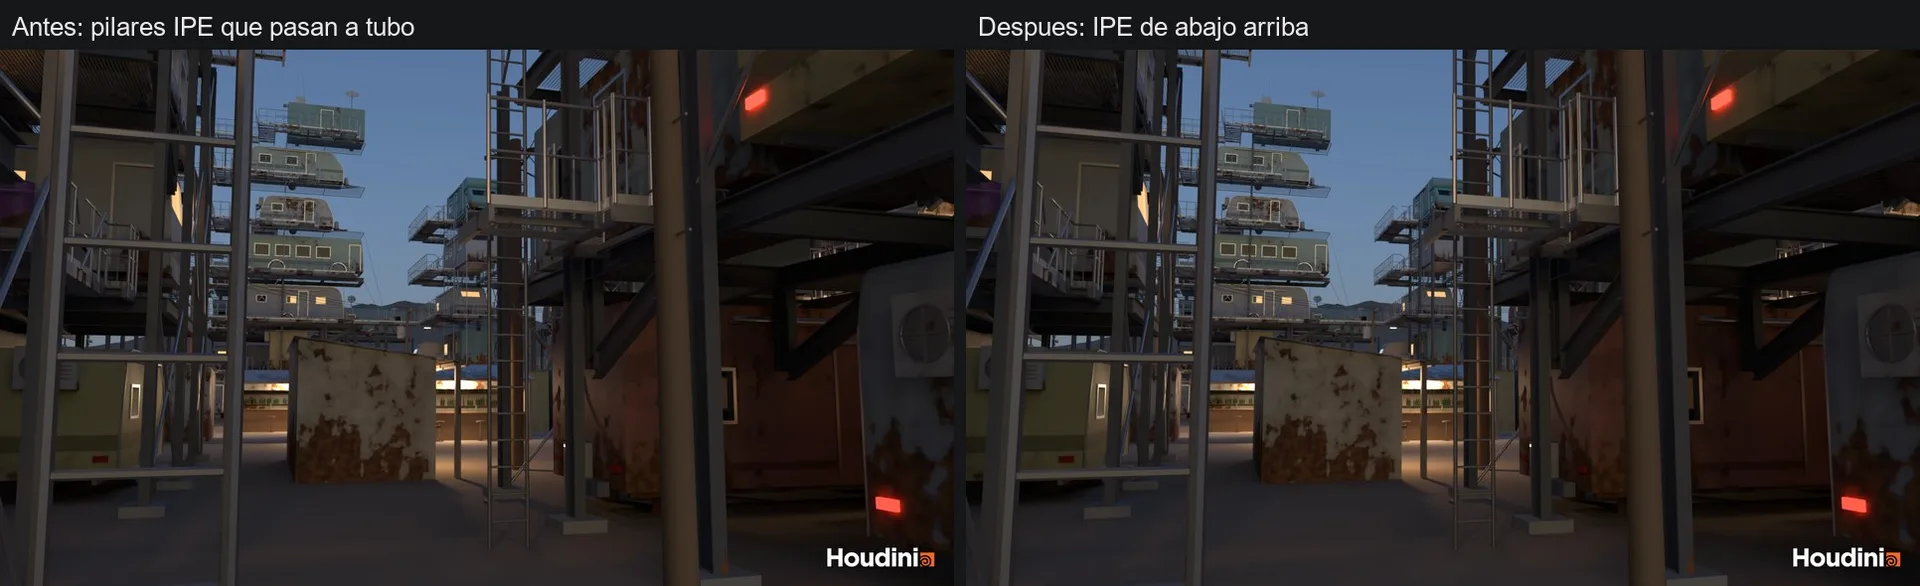 Antes: pilares IPE que pasan a tubo
Despues: IPE de abajo arriba
Houdini
Houdini